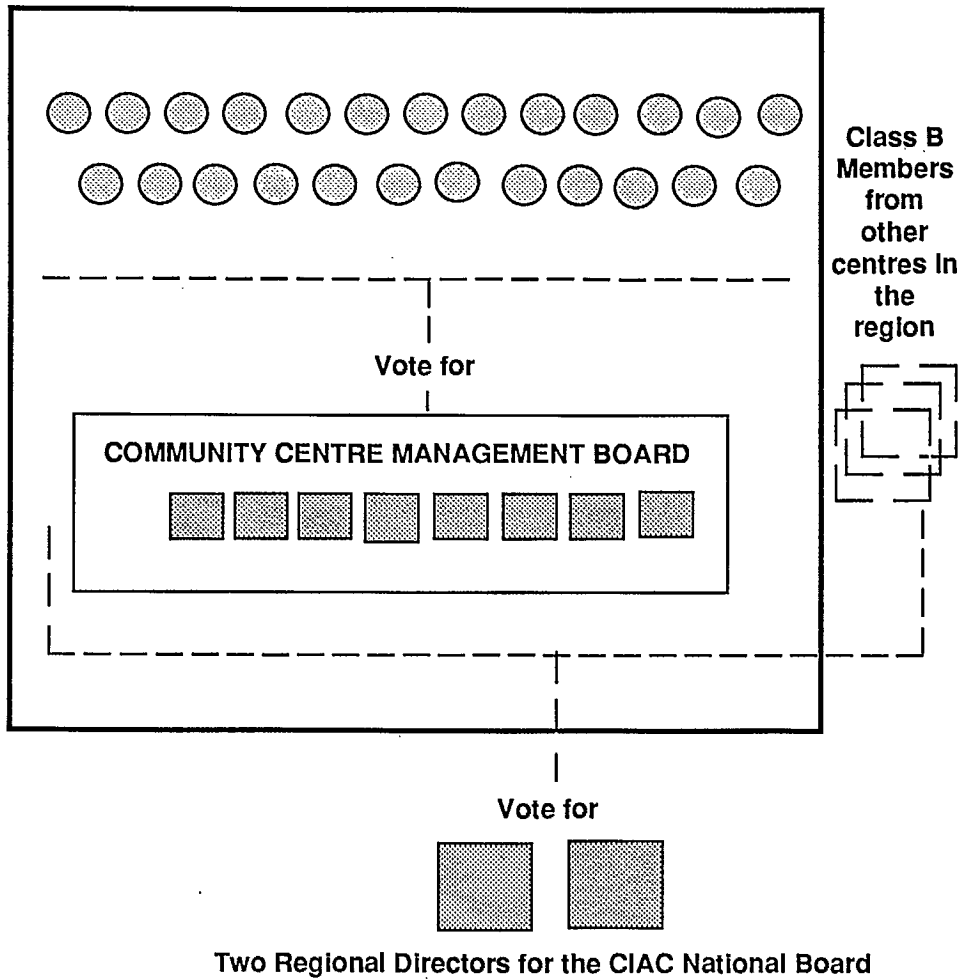 Class B
Members
from
other
centres in
the
region
Vote for
COMMUNITY CENTRE MANAGEMENT BOARD
Vote for
Two Regional Directors for the CIAC National Board